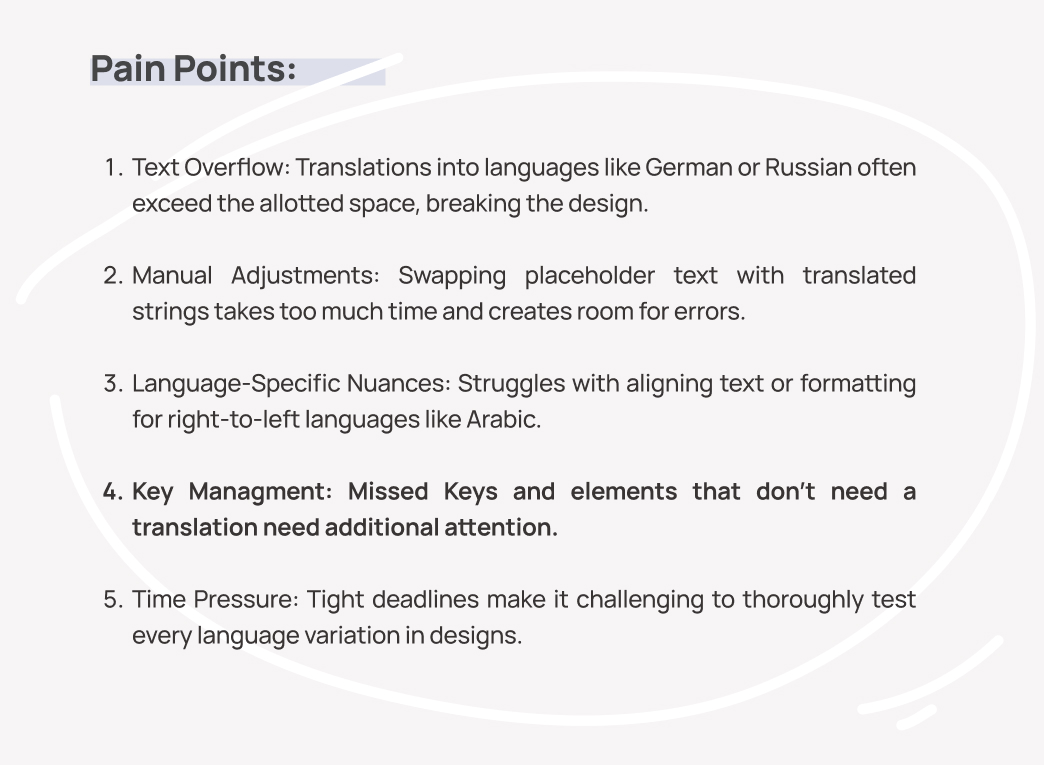 Pain Points:
1. Text Overflow: Translations into languages like German or Russian often
exceed the allotted space, breaking the design.
2. Manual Adjustments: Swapping placeholder text with translated
strings takes too much time and creates room for errors.
3. Language-Specific Nuances: Struggles with aligning text or formatting
for right-to-left languages like Arabic.
4. Key Managment: Missed Keys and elements that don't need a
translation need additional attention.
5. Time Pressure: Tight deadlines make it challenging to thoroughly test
every language variation in designs.